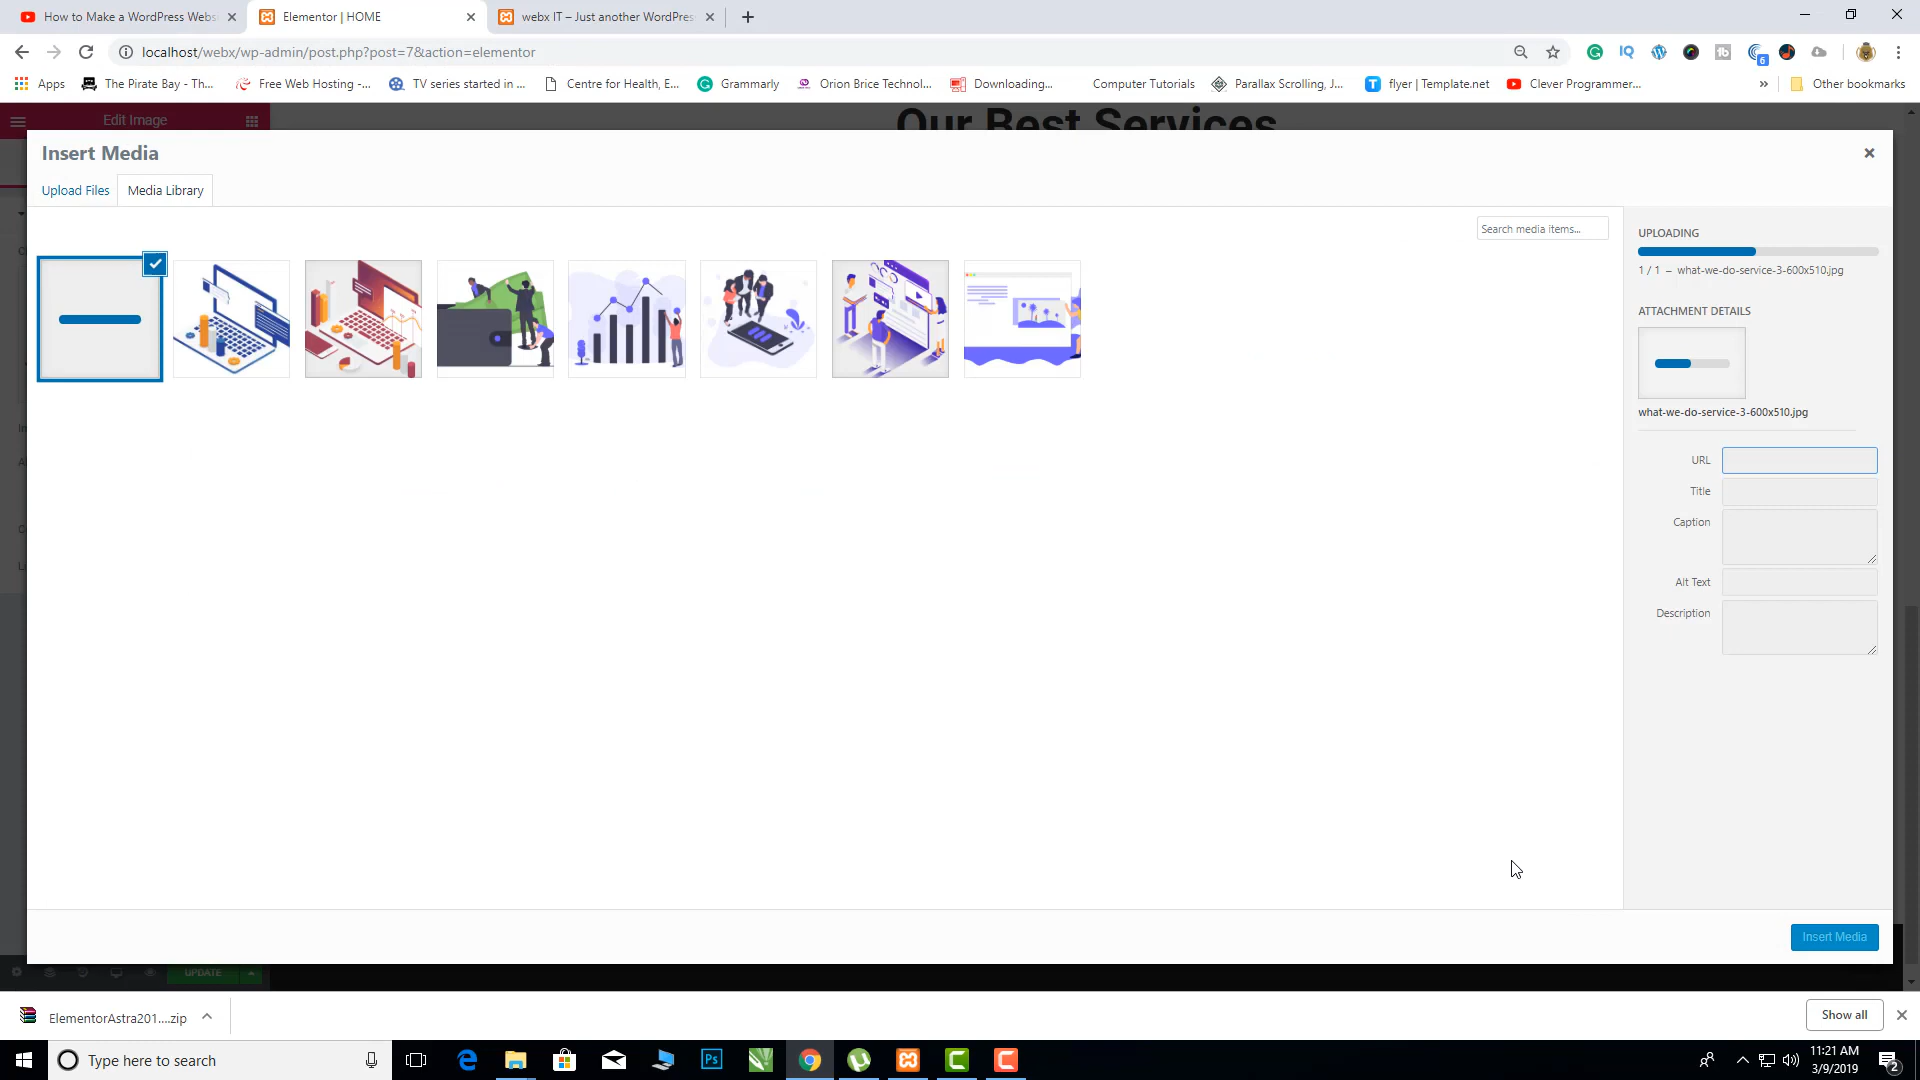 How to Make a WordPress Webs
Elementor | HOME
webx IT – Just another WordPres
localhost/webx/wp-admin/post.php?post=7&action=elementor
6
Apps
The Pirate Bay - Th...
Free Web Hosting -...
TV series started in ...
Centre for Health, E...
Grammarly
Orion Brice Technol...
Downloading...
Computer Tutorials
Parallax Scrolling, J...
flyer | Template.net
Clever Programmer...
»
Other bookmarks
Edit Image
Our Best Services
Insert Media
Upload Files
Media Library
Search media items...
UPLOADING
1 / 1 – what-we-do-service-3-600x510.jpg
ATTACHMENT DETAILS
what-we-do-service-3-600x510.jpg
URL
Title
Caption
Alt Text
Description
Insert Media
UPDATE
ElementorAstra201....zip
Show all
Type here to search
Ps
11:21 AM
3/9/2019
2